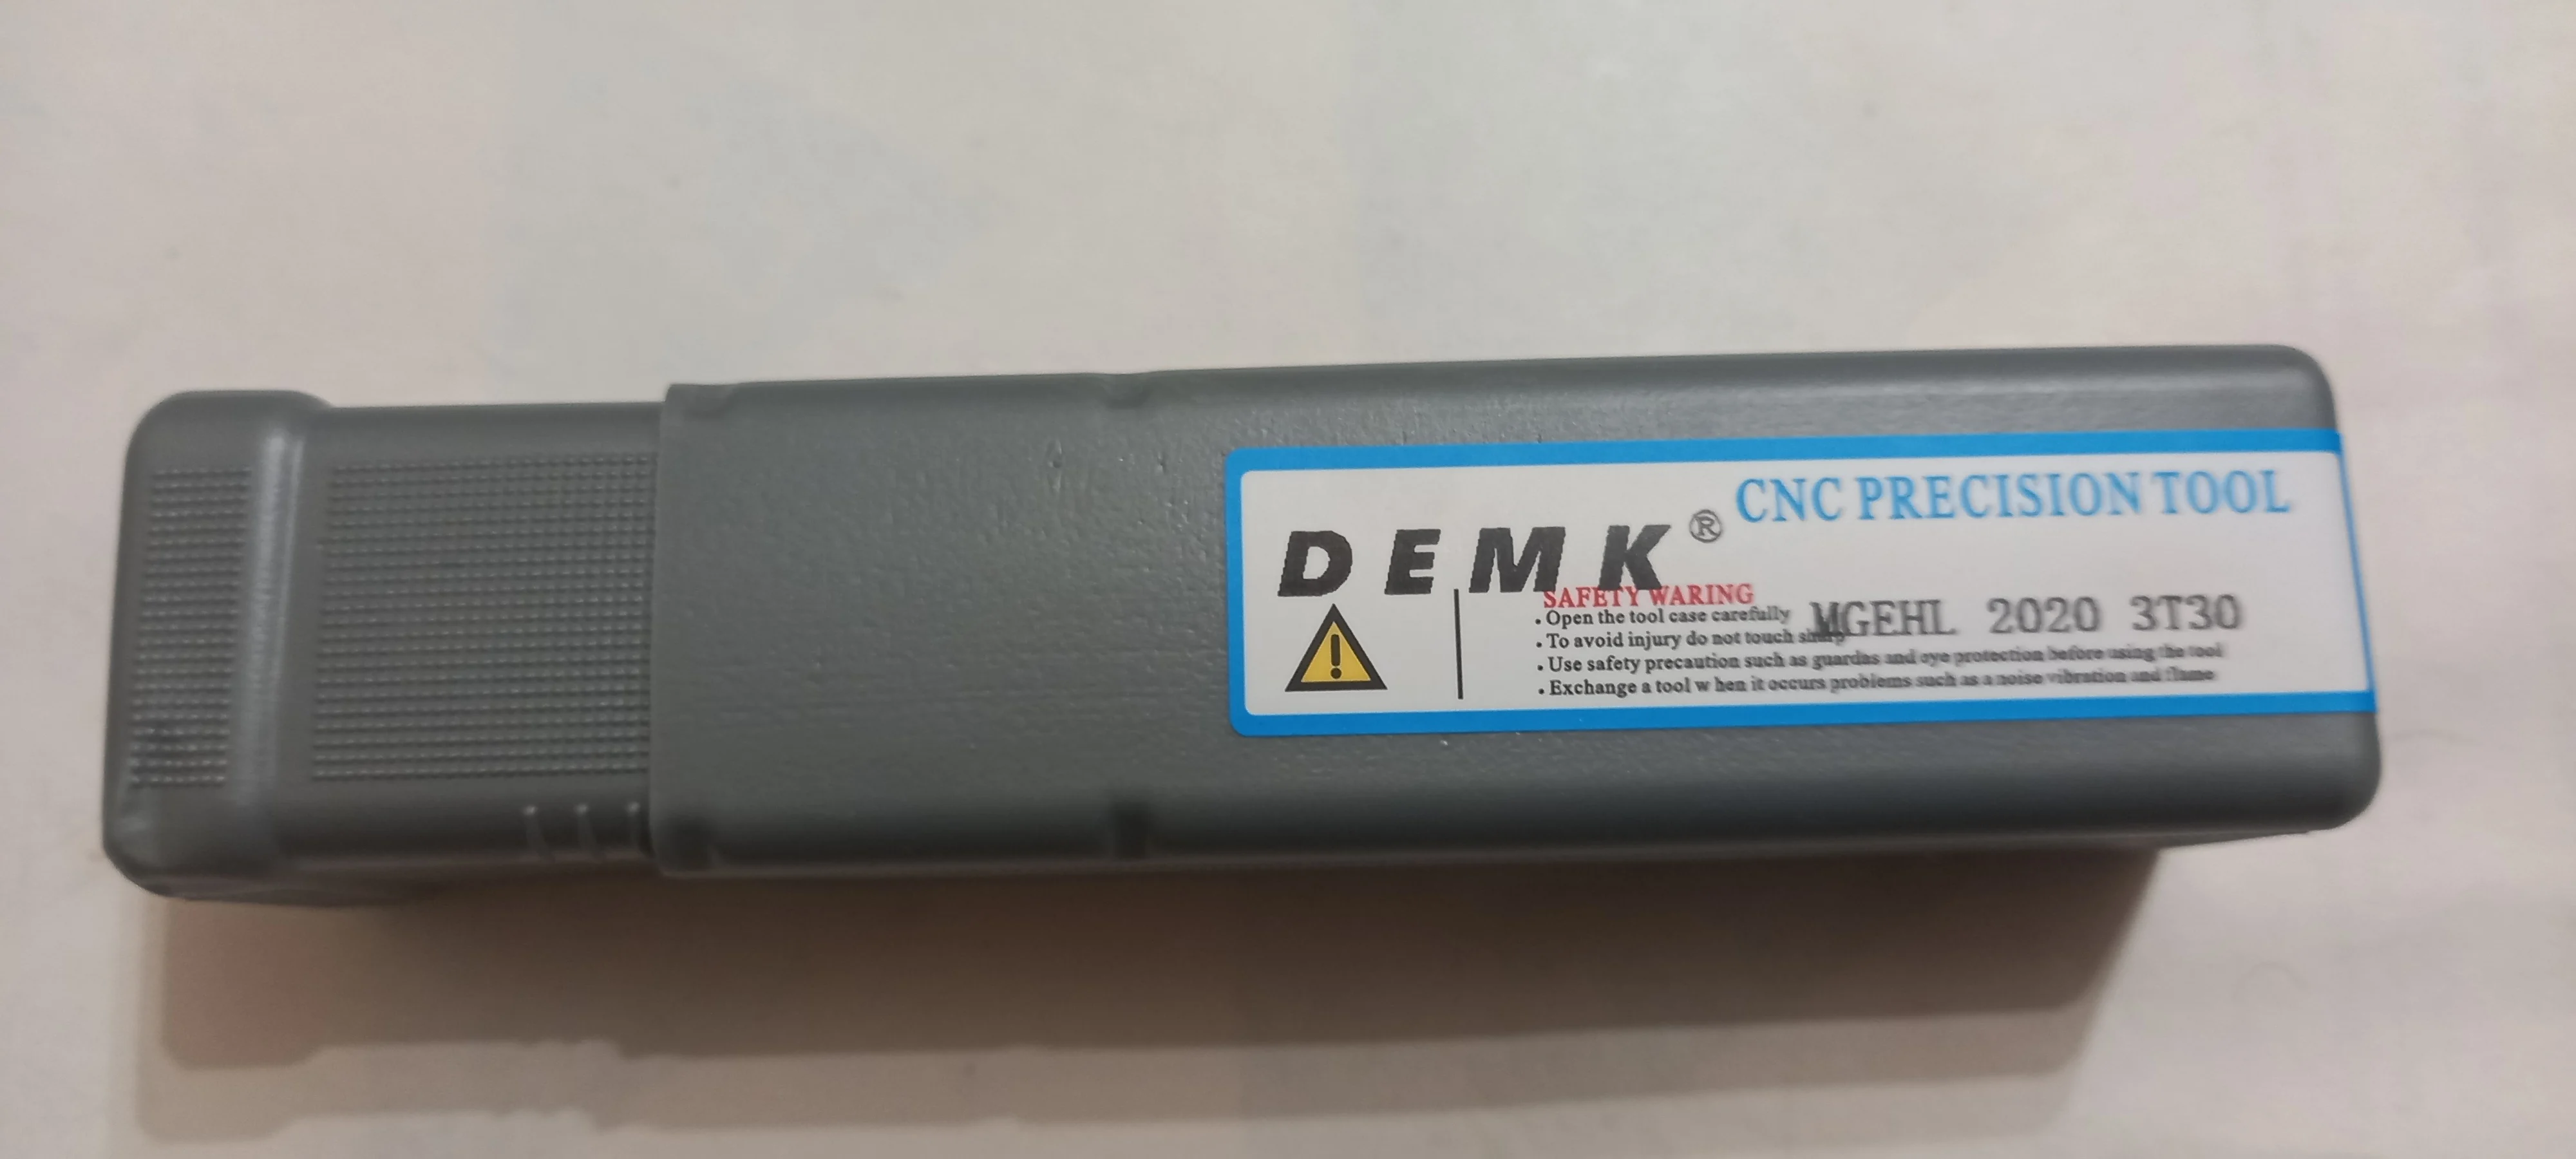 CNC PRECISION TOOL
DEMK®
SAFETY WARING
• Open the tool case carefully
MGEHL 2020 3T30
• To avoid injury do not touch sharp
• Use safety precaution such as guardas and eye protection before using the tool
• Exchange a tool w hen it occurs problems such as a noise vibration and flame